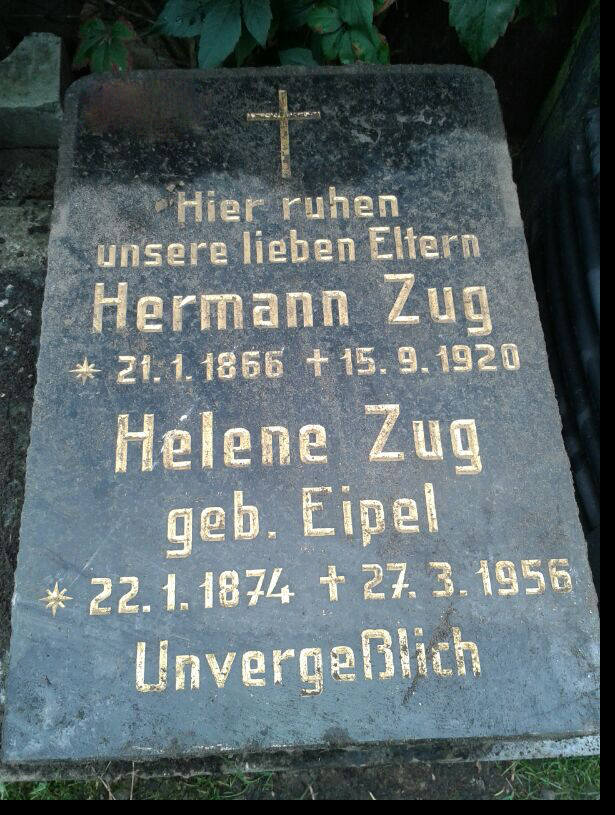 Hier ruhen
unsere lieben Eltern
Hermann Zug
* 21.1.1866 † 15.9.1920
Helene Zug
geb. Eipel
* 22.1.1874 † 27.3.1956
Unvergeßlich